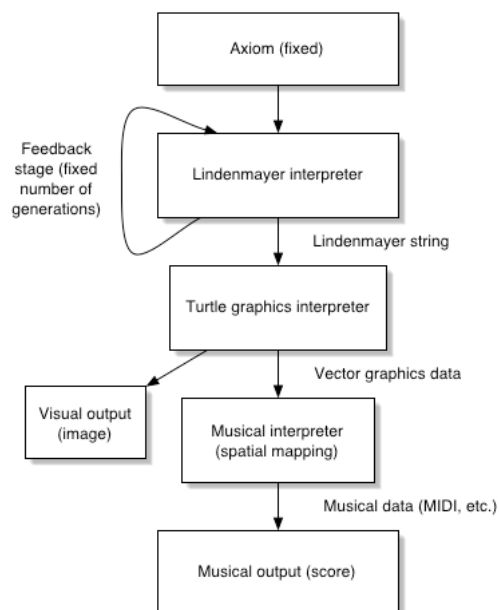 Axiom (fixed)
Feedback
stage (fixed
number of
generations)
Lindenmayer interpreter
Lindenmayer string
Turtle graphics interpreter
Vector graphics data
Visual output
(image)
Musical interpreter
(spatial mapping)
Musical data (MIDI, etc.)
Musical output (score)